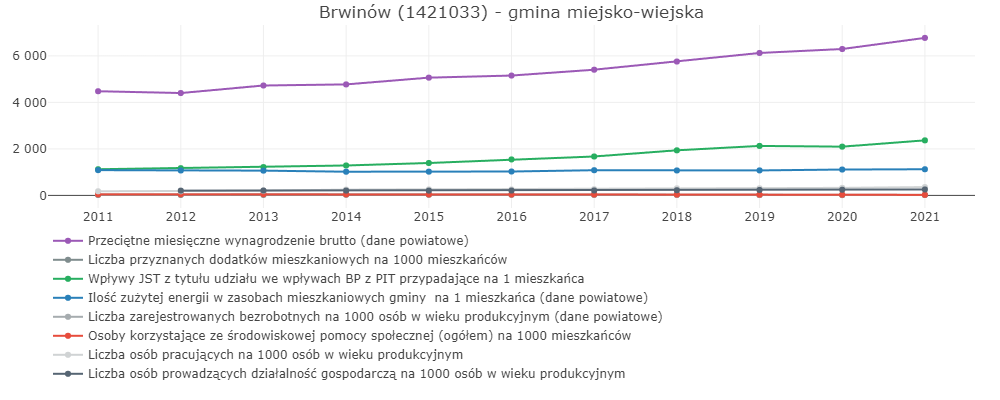 Brwinów (1421033) - gmina miejsko-wiejska
6 000
4 000
2 000
0
2011 2012 2013 2014 2015 2016 2017 2018 2019 2020 2021
Przeciętne miesięczne wynagrodzenie brutto (dane powiatowe)
Liczba przyznanych dodatków mieszkaniowych na 1000 mieszkańców
Wpływy JST z tytułu udziału we wpływach BP z PIT przypadające na 1 mieszkańca
Ilość zużytej energii w zasobach mieszkaniowych gminy  na 1 mieszkańca (dane powiatowe)
Liczba zarejestrowanych bezrobotnych na 1000 osób w wieku produkcyjnym (dane powiatowe)
Osoby korzystające ze środowiskowej pomocy społecznej (ogółem) na 1000 mieszkańców
Liczba osób pracujących na 1000 osób w wieku produkcyjnym
Liczba osób prowadzących działalność gospodarczą na 1000 osób w wieku produkcyjnym